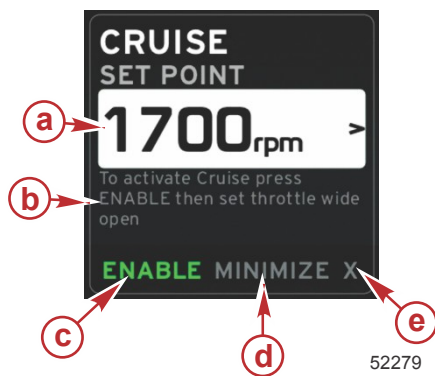 CRUISE
SET POINT
a
1700rpm >
b
To activate Cruise press
ENABLE then set throttle wide
open
ENABLE MINIMIZE X
c
d
e
52279